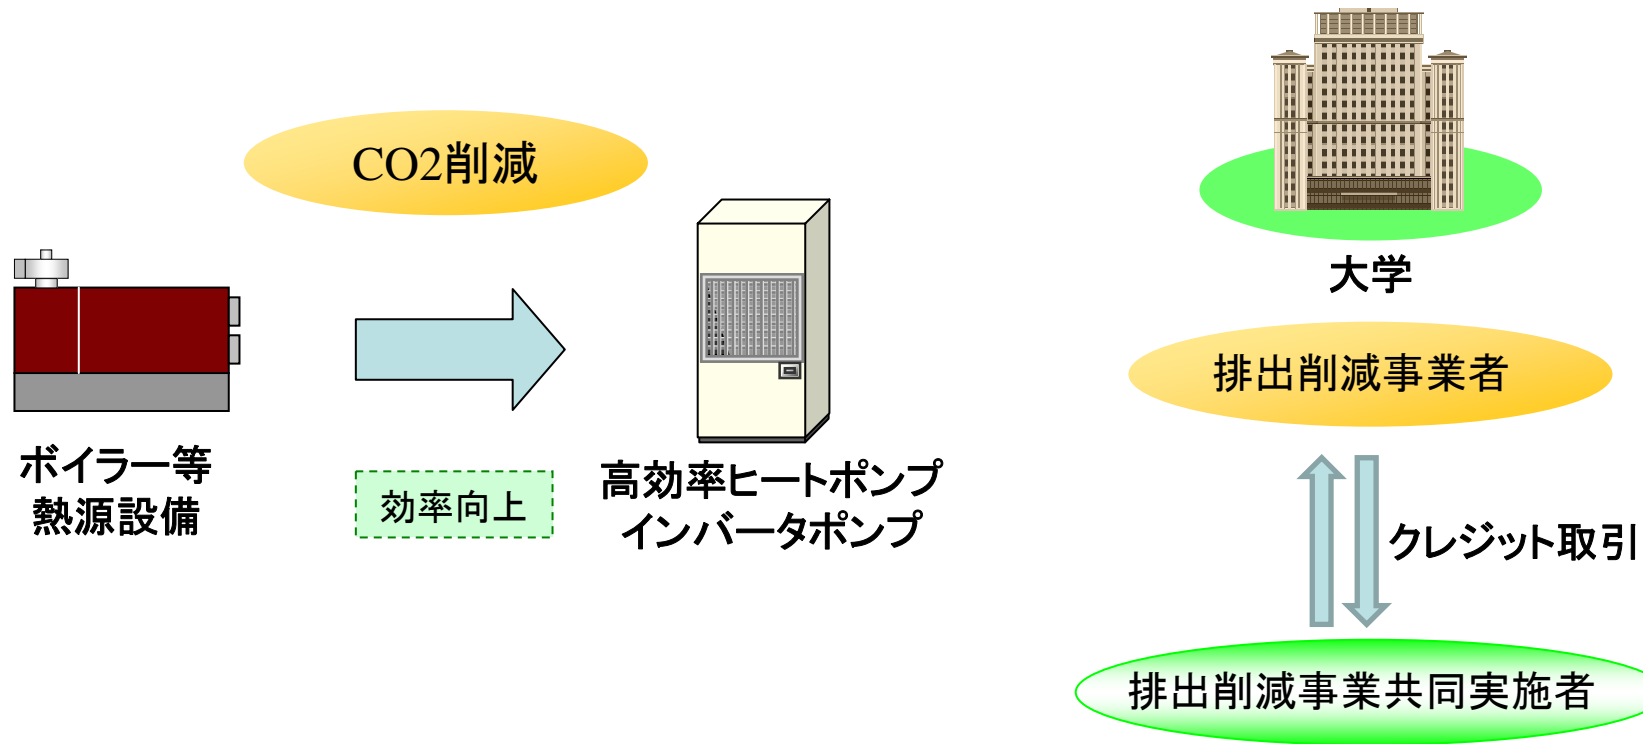 CO2削減
ボイラー等
熱源設備
効率向上
高効率ヒートポンプ
インバータポンプ
大学
排出削減事業者
クレジット取引
排出削減事業共同実施者